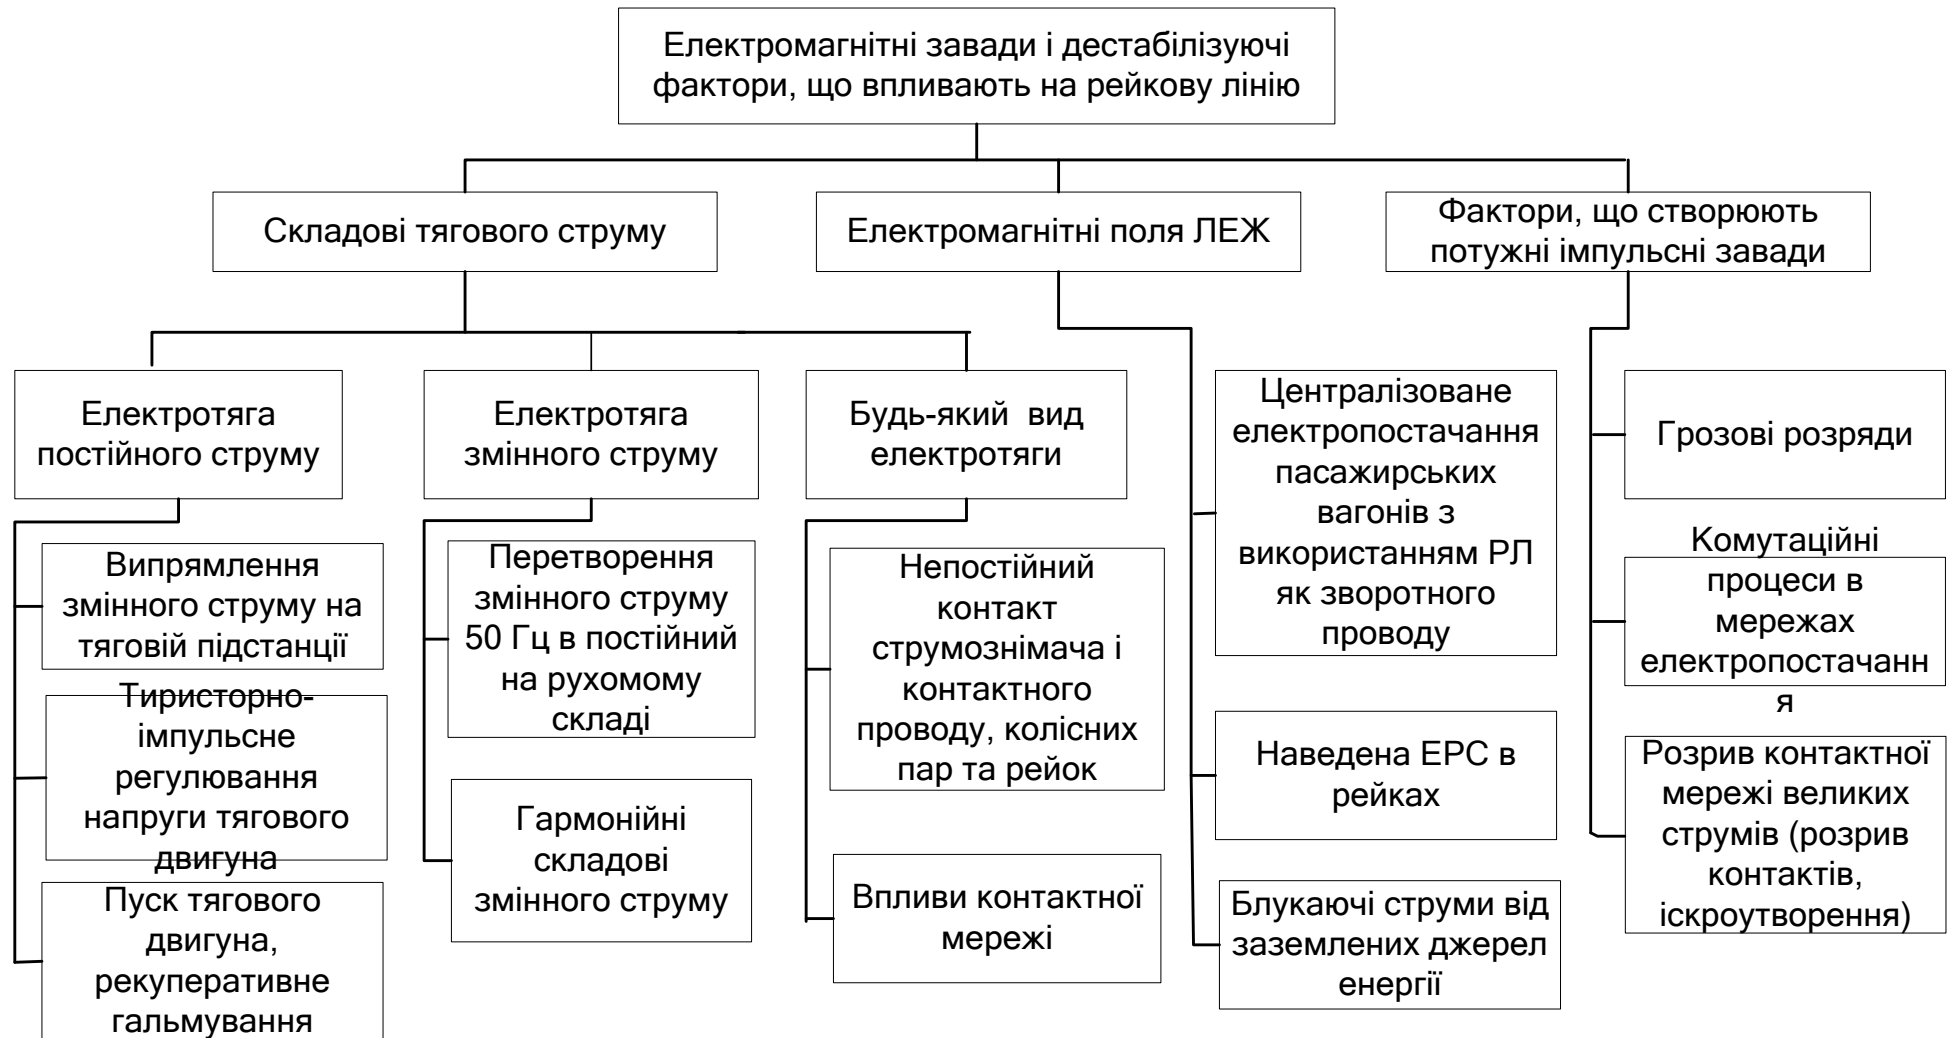 Електромагнітні завади і дестабілізуючі
фактори, що впливають на рейкову лінію
Складові тягового струму
Електромагнітні поля ЛЕЖ
Фактори, що створюють
потужні імпульсні завади
Електротяга
постійного струму
Електротяга
змінного струму
Будь-який вид
електротяги
Випрямлення
змінного струму на
тяговій підстанції
Тиристорно-
імпульсне
регулювання
напруги тягового
двигуна
Пуск тягового
двигуна,
рекуперативне
гальмування
Перетворення
змінного струму
50 Гц в постійний
на рухомому
складі
Гармонійні
складові
змінного струму
Непостійний
контакт
струмознімача і
контактного
проводу, колісних
пар та рейок
Впливи контактної
мережі
Централізоване
електропостачання
пасажирських
вагонів з
використанням РЛ
як зворотного
проводу
Наведена ЕРС в
рейках
Блукаючі струми від
заземлених джерел
енергії
Грозові розряди
Комутаційні
процеси в
мережах
електропостачанн
я
Розрив контактної
мережі великих
струмів (розрив
контактів,
іскроутворення)